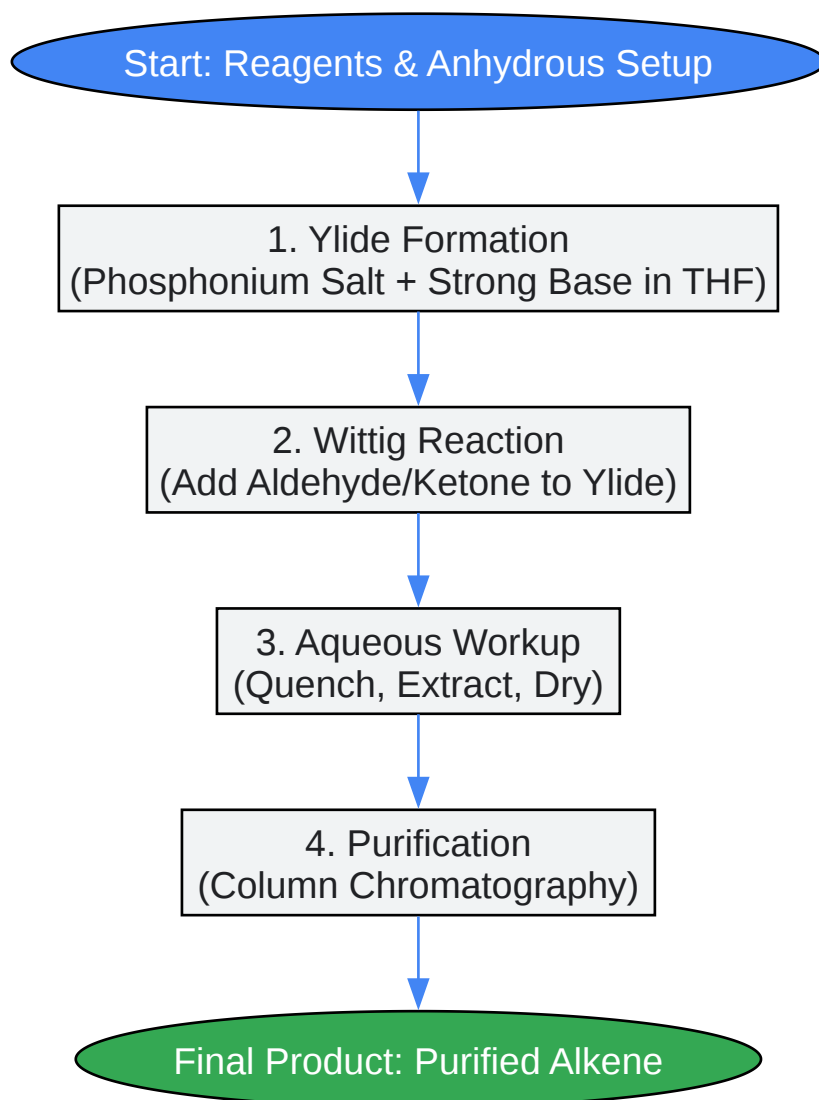 Start: Reagents & Anhydrous Setup
1. Ylide Formation
(Phosphonium Salt + Strong Base in THF)
2. Wittig Reaction
(Add Aldehyde/Ketone to Ylide)
3. Aqueous Workup
(Quench, Extract, Dry)
4. Purification
(Column Chromatography)
Final Product: Purified Alkene